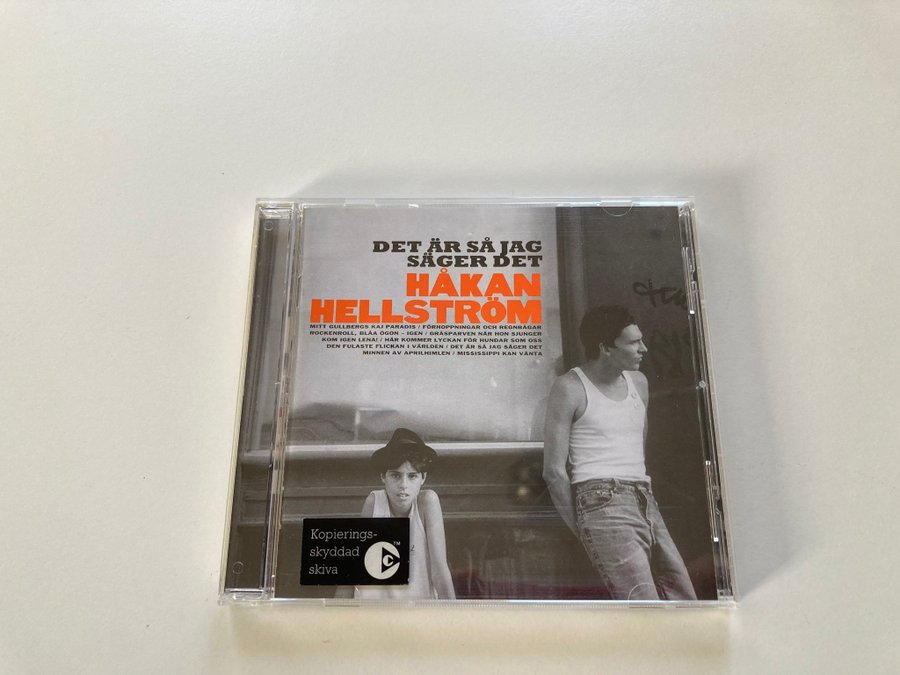 DET ÄR SÅ JAG
SÄGER DET
HÅKAN
HELLSTRÖM
MITT GULLBERGS KAJ PARADIS / FÖRHOPPNINGAR OCH REGNBÅGAR
ROCKENROLL, BLÅA ÖGON – IGEN / GRÅSPARVEN NÄR HON SJUNGER
KOM IGEN LENA! / HÄR KOMMER LYCKAN FÖR HUNDAR SOM OSS
DEN FULASTE FLICKAN I VÄRLDEN / DET ÄR SÅ JAG SÄGER DET
MINNEN AV APRILHIMLEN / MISSISSIPPI KAN VÄNTA
Kopierings-
skyddad
skiva
TM